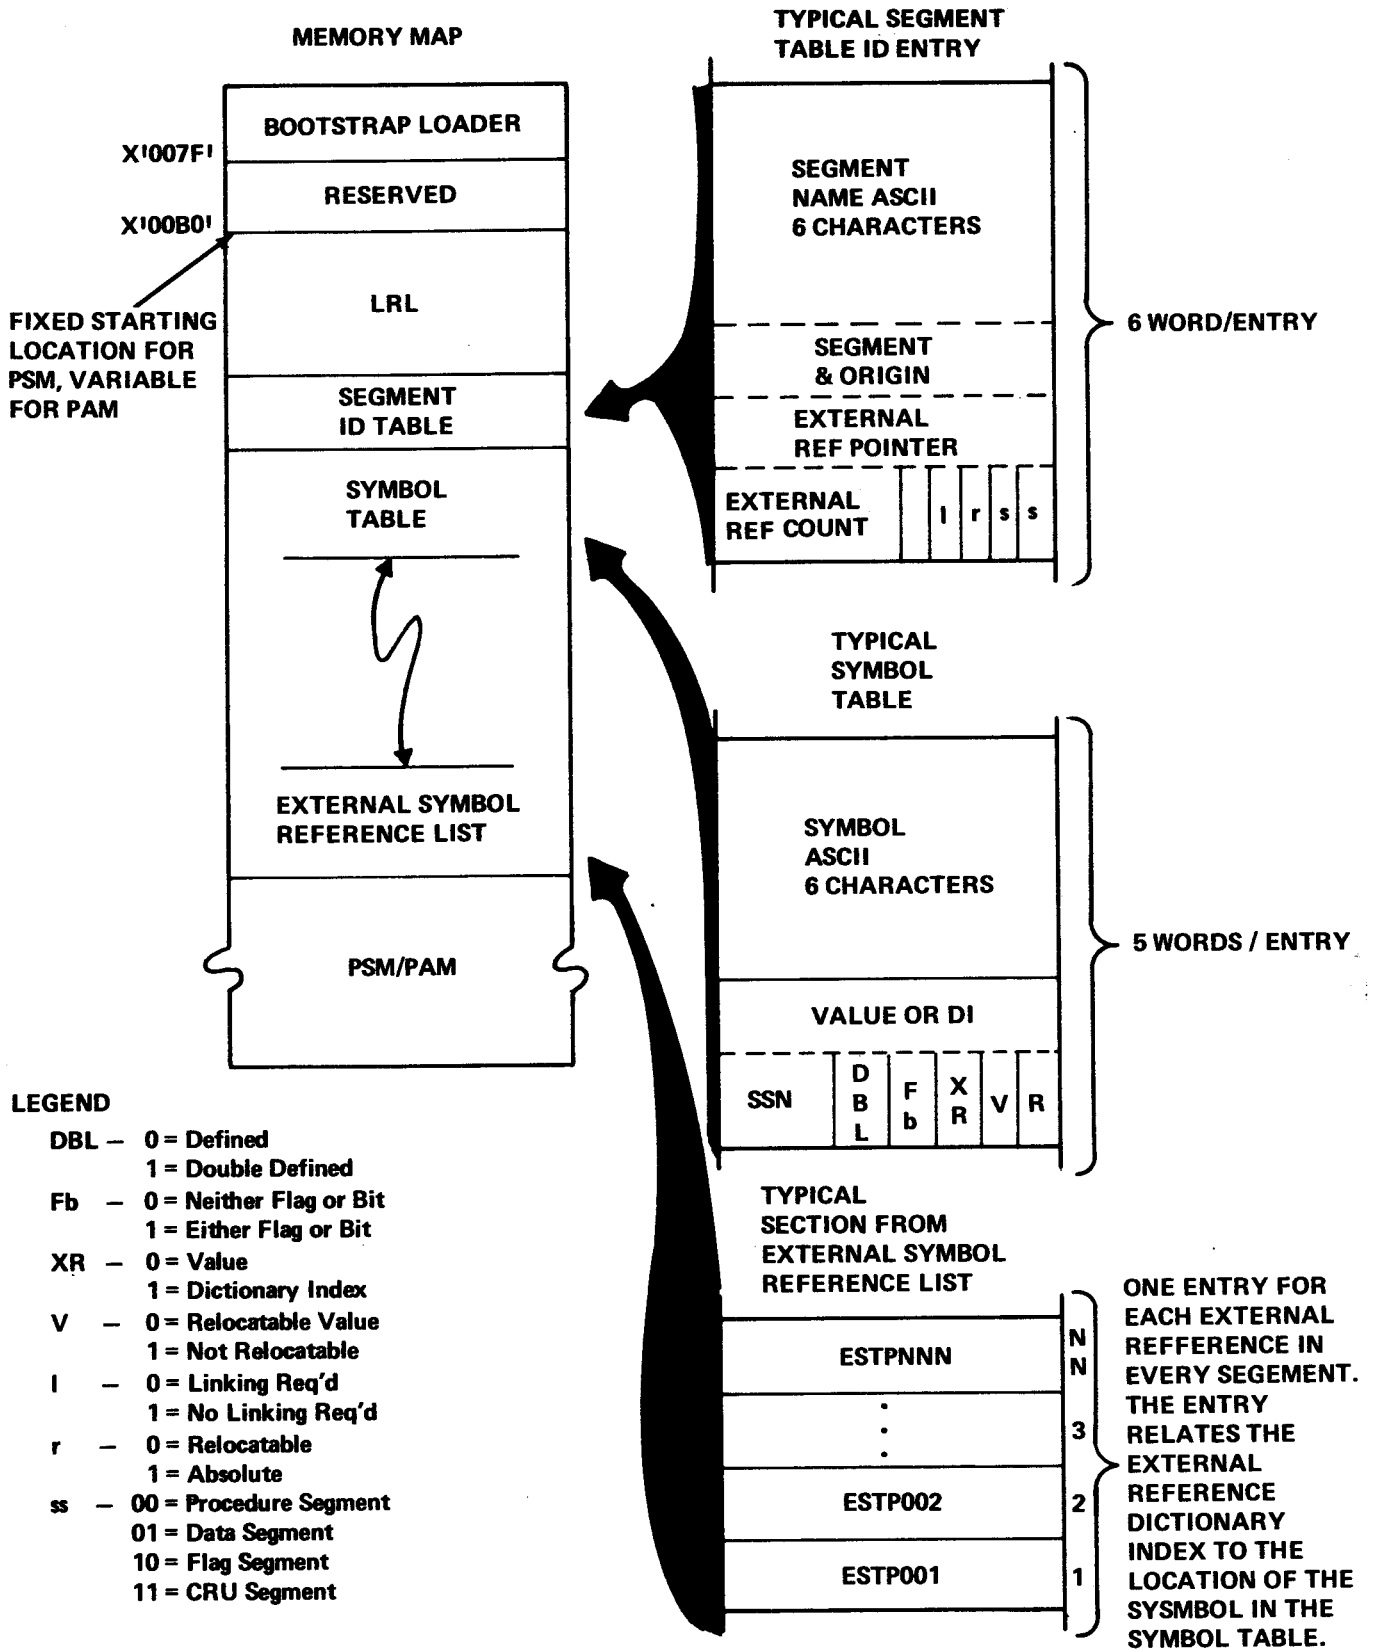 MEMORY MAP
BOOTSTRAP LOADER
X'007F'
RESERVED
X'00B0'
LRL
FIXED STARTING
LOCATION FOR
PSM, VARIABLE
FOR PAM
SEGMENT
ID TABLE
SYMBOL
TABLE
EXTERNAL SYMBOL
REFERENCE LIST
PSM/PAM
TYPICAL SEGMENT
TABLE ID ENTRY
SEGMENT
NAME ASCII
6 CHARACTERS
SEGMENT
& ORIGIN
EXTERNAL
REF POINTER
EXTERNAL
REF COUNT
l r s s
6 WORD/ENTRY
TYPICAL
SYMBOL
TABLE
SYMBOL
ASCII
6 CHARACTERS
VALUE OR DI
SSN
D
B
L
F
b
X
R
V
R
5 WORDS / ENTRY
LEGEND
DBL – 0 = Defined
1 = Double Defined
Fb – 0 = Neither Flag or Bit
1 = Either Flag or Bit
XR – 0 = Value
1 = Dictionary Index
V – 0 = Relocatable Value
1 = Not Relocatable
l – 0 = Linking Req'd
1 = No Linking Req'd
r – 0 = Relocatable
1 = Absolute
ss – 00 = Procedure Segment
01 = Data Segment
10 = Flag Segment
11 = CRU Segment
TYPICAL
SECTION FROM
EXTERNAL SYMBOL
REFERENCE LIST
ESTPNNN
N
N
3
ESTP002
2
ESTP001
1
ONE ENTRY FOR
EACH EXTERNAL
REFFERENCE IN
EVERY SEGEMENT.
THE ENTRY
RELATES THE
EXTERNAL
REFERENCE
DICTIONARY
INDEX TO THE
LOCATION OF THE
SYSMBOL IN THE
SYMBOL TABLE.